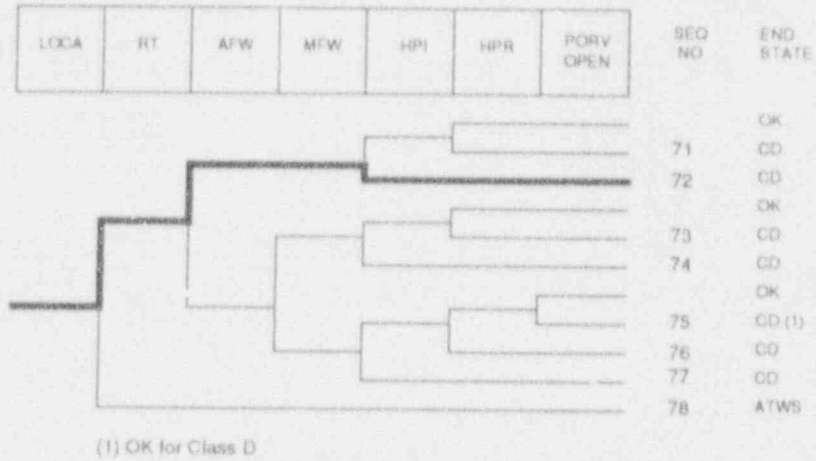 LOCA RT AFW MFW HPI HPR PORV OPEN SEQ NO END STATE
OK
71 CD
72 CD
OK
73 CD
74 CD
OK
75 CD (1)
76 CD
77 CD
78 ATWS
(1) OK for Class D